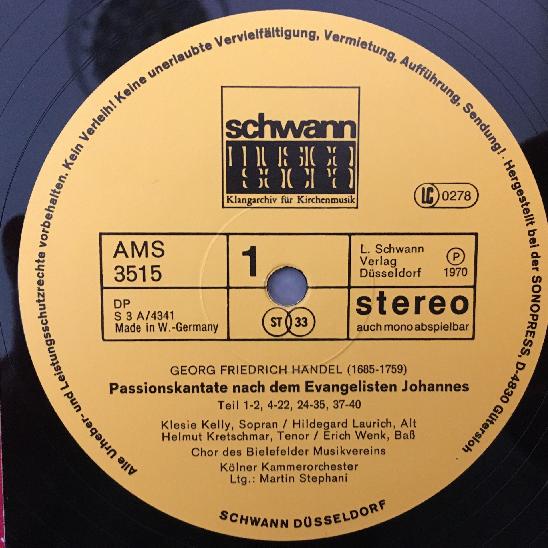 Alle Urheber- und Leistungsschutzrechte vorbehalten. Kein Verleih! Keine unerlaubte Vervielfältigung, Vermietung, Aufführung, Sendung! · Hergestellt bei der SONOPRESS, D-4830 Gütersloh
schwann
Klangarchiv für Kirchenmusik
LC 0278
AMS
3515
1
L. Schwann
Verlag
Düsseldorf
℗
1970
DP
S 3 A/4341
Made in W.-Germany
ST 33
stereo
auch mono abspielbar
GEORG FRIEDRICH HÄNDEL (1685-1759)
Passionskantate nach dem Evangelisten Johannes
Teil 1-2, 4-22, 24-35, 37-40
Klesie Kelly, Sopran / Hildegard Laurich, Alt
Helmut Kretschmar, Tenor / Erich Wenk, Baß
Chor des Bielefelder Musikvereins
Kölner Kammerorchester
Ltg.: Martin Stephani
SCHWANN DÜSSELDORF